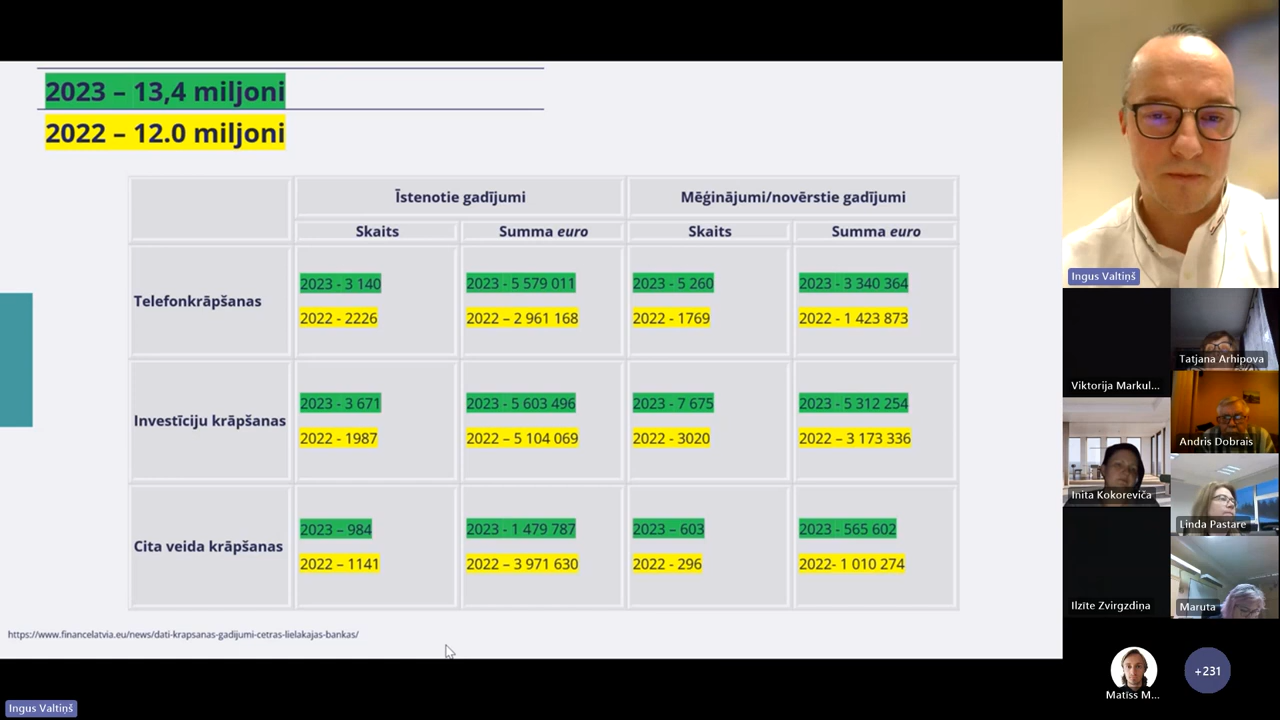 2023 – 13,4 miljoni
2022 – 12.0 miljoni
Īstenotie gadījumi
Mēģinājumi/novērstie gadījumi
Skaits
Summa euro
Skaits
Summa euro
Telefonkrāpšanas
2023 - 3 140
2022 - 2226
2023 - 5 579 011
2022 – 2 961 168
2023 - 5 260
2022 - 1769
2023 - 3 340 364
2022 - 1 423 873
Investīciju krāpšanas
2023 - 3 671
2022 - 1987
2023 - 5 603 496
2022 – 5 104 069
2023 - 7 675
2022 - 3020
2023 - 5 312 254
2022 – 3 173 336
Cita veida krāpšanas
2023 – 984
2022 – 1141
2023 - 1 479 787
2022 – 3 971 630
2023 – 603
2022 - 296
2023 - 565 602
2022- 1 010 274
https://www.financelatvia.eu/news/dati-krapsanas-gadijumi-cetras-lielakajas-bankas/
Ingus Valtiņš
Ingus Valtiņš
Viktorija Markul...
Tatjana Arhipova
Andris Dobrais
Inita Kokoreviča
Linda Pastare
Ilzīte Zvirgzdiņa
Maruta
Matīss M...
+231